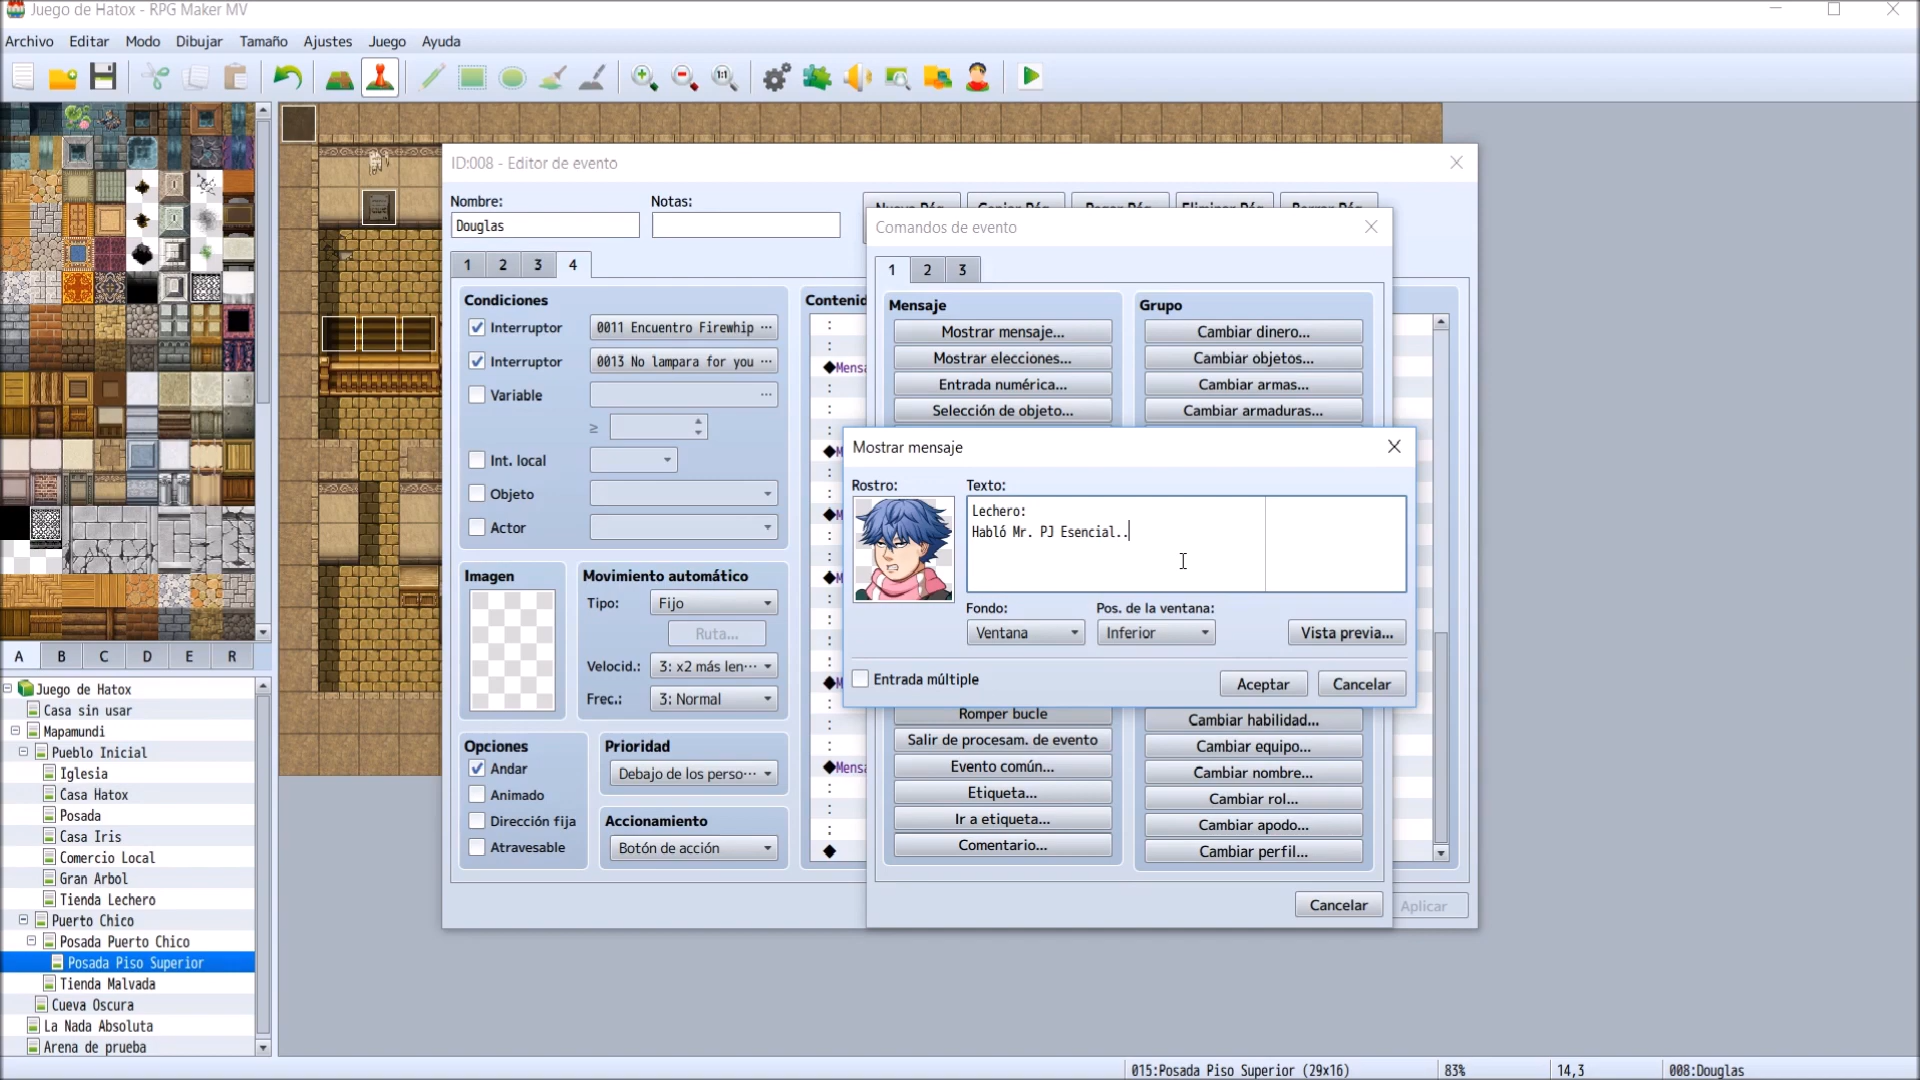 Juego de Hatox - RPG Maker MV
Archivo Editar Modo Dibujar Tamaño Ajustes Juego Ayuda
1:1
ID:008 - Editor de evento
Nombre:
Notas:
Douglas
1 2 3 4
Condiciones
Interruptor 0011 Encuentro Firewhip ...
Interruptor 0013 No lampara for you ...
Variable ...
≥
Int. local
Objeto
Actor
Imagen
Movimiento automático
Tipo: Fijo
Ruta...
Velocid.: 3: x2 más len...
Frec.: 3: Normal
Opciones
Andar
Animado
Dirección fija
Atravesable
Prioridad
Debajo de los perso...
Accionamiento
Botón de acción
Contenid
:
:
◆Mensa
:
:
:
◆M
:
:
◆M
:
:
◆M
:
:
:
:
◆M
:
:
:
◆Mensa
:
:
:
◆
Aplicar
Comandos de evento
1 2 3
Mensaje
Mostrar mensaje...
Mostrar elecciones...
Entrada numérica...
Selección de objeto...
Grupo
Cambiar dinero...
Cambiar objetos...
Cambiar armas...
Cambiar armaduras...
Romper bucle
Salir de procesam. de evento
Evento común...
Etiqueta...
Ir a etiqueta...
Comentario...
Cambiar habilidad...
Cambiar equipo...
Cambiar nombre...
Cambiar rol...
Cambiar apodo...
Cambiar perfil...
Cancelar
Mostrar mensaje
Rostro:
Texto:
Lechero:
Habló Mr. PJ Esencial..
Fondo:
Pos. de la ventana:
Ventana
Inferior
Vista previa...
Entrada múltiple
Aceptar
Cancelar
A B C D E R
Juego de Hatox
Casa sin usar
Mapamundi
Pueblo Inicial
Iglesia
Casa Hatox
Posada
Casa Iris
Comercio Local
Gran Arbol
Tienda Lechero
Puerto Chico
Posada Puerto Chico
Posada Piso Superior
Tienda Malvada
Cueva Oscura
La Nada Absoluta
Arena de prueba
015:Posada Piso Superior (29x16)
83%
14,3
008:Douglas